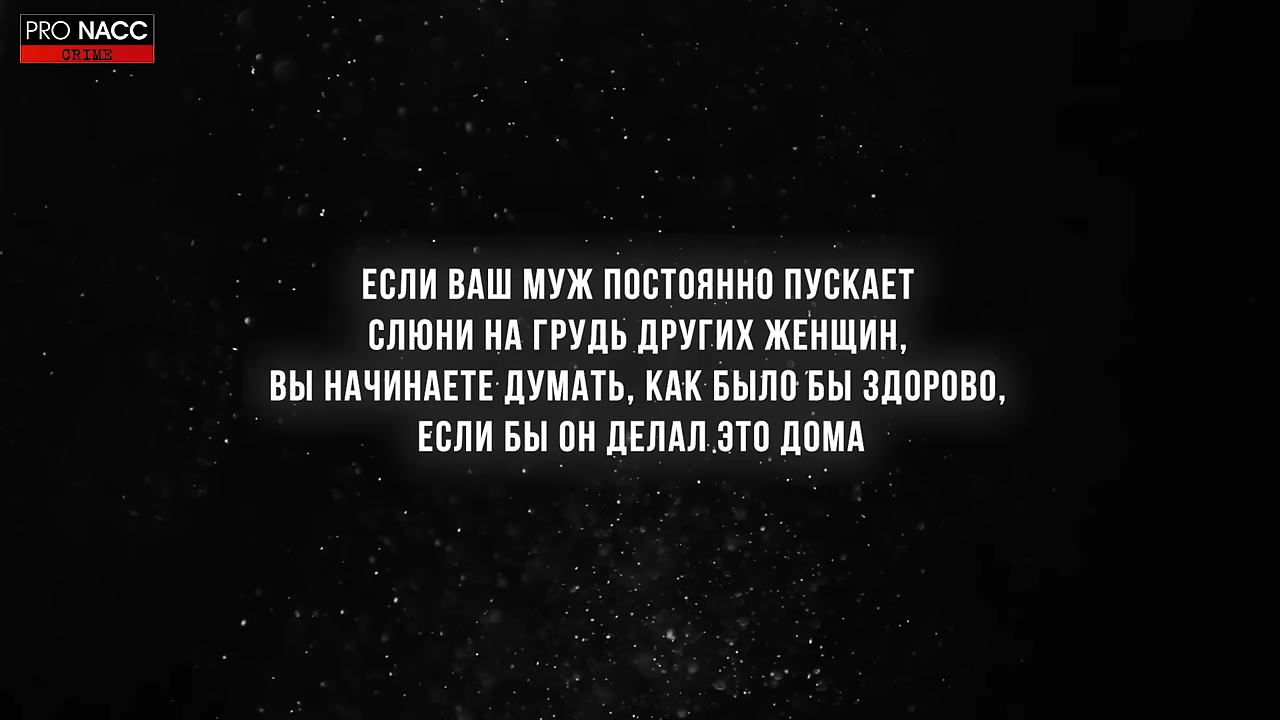 PRO NACC
CRIME
ЕСЛИ ВАШ МУЖ ПОСТОЯННО ПУСКАЕТ
СЛЮНИ НА ГРУДЬ ДРУГИХ ЖЕНЩИН,
ВЫ НАЧИНАЕТЕ ДУМАТЬ, КАК БЫЛО БЫ ЗДОРОВО,
ЕСЛИ БЫ ОН ДЕЛАЛ ЭТО ДОМА